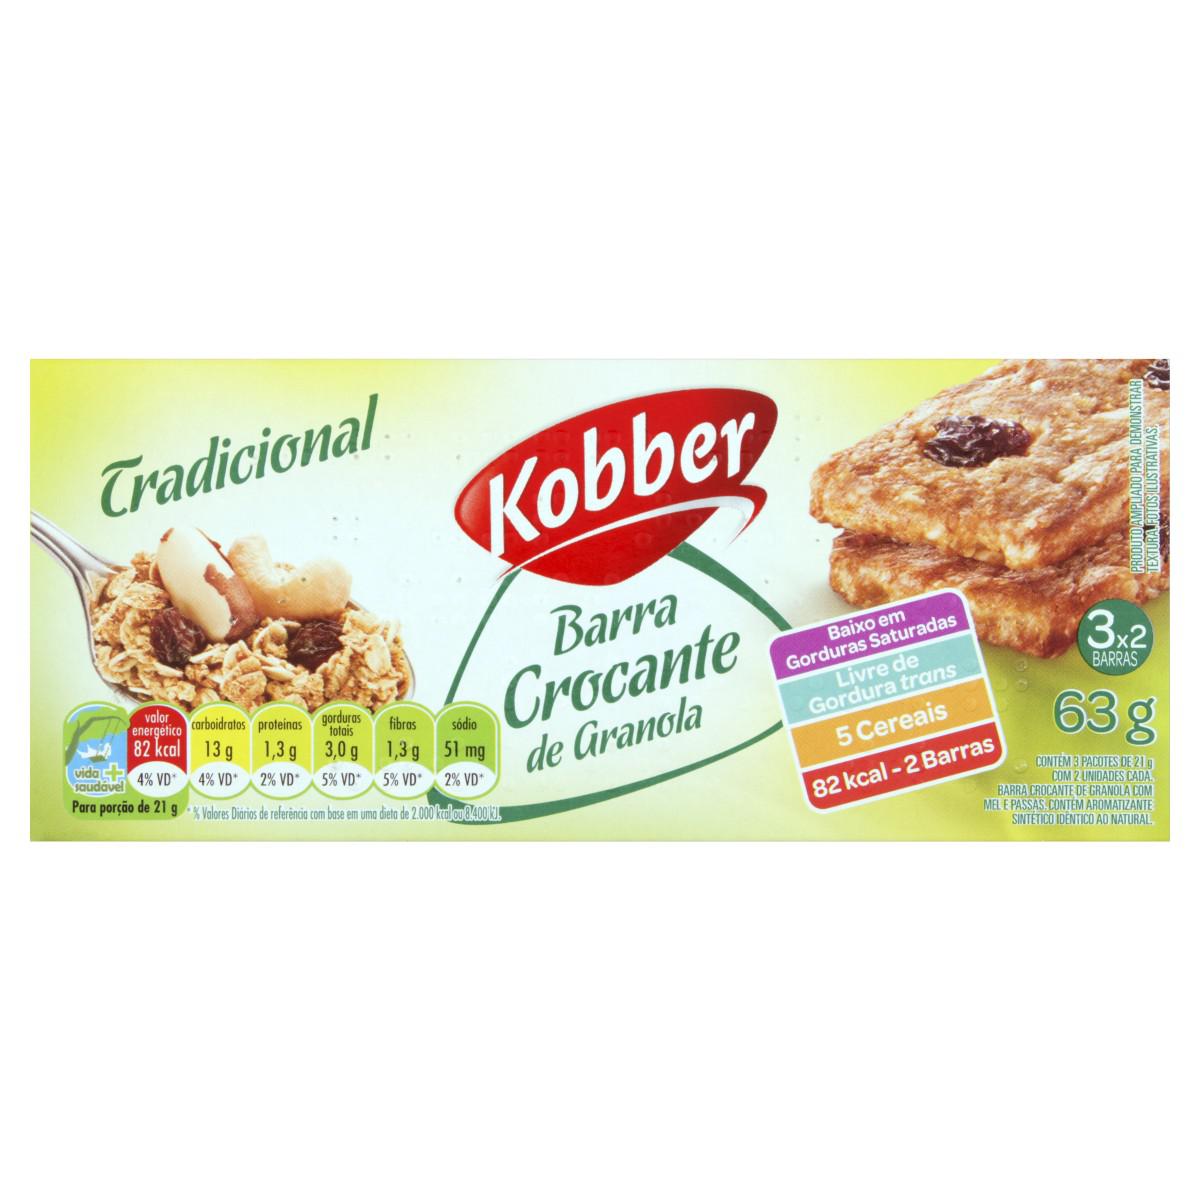 Tradicional
Kobber
Barra
Crocante
de Granola
Baixo em
Gorduras Saturadas
Livre de
Gordura trans
5 Cereais
82 kcal - 2 Barras
PRODUTO AMPLIADO PARA DEMONSTRAR
TEXTURA. FOTOS ILUSTRATIVAS.
3x2
BARRAS
63 g
CONTÉM 3 PACOTES DE 21 g
COM 2 UNIDADES CADA.
BARRA CROCANTE DE GRANOLA COM
MEL E PASSAS. CONTÉM AROMATIZANTE
SINTÉTICO IDÊNTICO AO NATURAL.
vida +
saudável
valor
energético
82 kcal
4% VD*
carboidratos
13 g
4% VD*
proteínas
1,3 g
2% VD*
gorduras
totais
3,0 g
5% VD*
fibras
1,3 g
5% VD*
sódio
51 mg
2% VD*
Para porção de 21 g
*% Valores Diários de referência com base em uma dieta de 2.000 kcal ou 8.400 kJ.